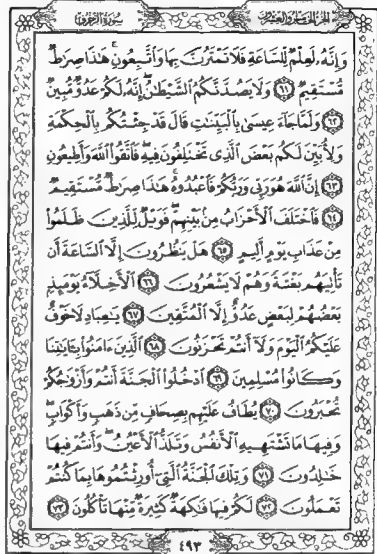 سورة الزخرف
الجزء الخامس والعشرون
وَإِنَّهُۥ لَعِلْمٌ لِّلسَّاعَةِ فَلَا تَمْتَرُنَّ بِهَا وَٱتَّبِعُونِ ۚ هَٰذَا صِرَٰطٌ
مُّسْتَقِيمٌ ٦١ وَلَا يَصُدَّنَّكُمُ ٱلشَّيْطَٰنُ ۖ إِنَّهُۥ لَكُمْ عَدُوٌّ مُّبِينٌ
٦٢ وَلَمَّا جَآءَ عِيسَىٰ بِٱلْبَيِّنَٰتِ قَالَ قَدْ جِئْتُكُم بِٱلْحِكْمَةِ
وَلِأُبَيِّنَ لَكُم بَعْضَ ٱلَّذِى تَخْتَلِفُونَ فِيهِ ۖ فَٱتَّقُوا۟ ٱللَّهَ وَأَطِيعُونِ
٦٣ إِنَّ ٱللَّهَ هُوَ رَبِّى وَرَبُّكُمْ فَٱعْبُدُوهُ ۚ هَٰذَا صِرَٰطٌ مُّسْتَقِيمٌ
٦٤ فَٱخْتَلَفَ ٱلْأَحْزَابُ مِنۢ بَيْنِهِمْ ۖ فَوَيْلٌ لِّلَّذِينَ ظَلَمُوا۟
مِنْ عَذَابِ يَوْمٍ أَلِيمٍ ٦٥ هَلْ يَنظُرُونَ إِلَّا ٱلسَّاعَةَ أَن
تَأْتِيَهُم بَغْتَةً وَهُمْ لَا يَشْعُرُونَ ٦٦ ٱلْأَخِلَّآءُ يَوْمَئِذٍۭ
بَعْضُهُمْ لِبَعْضٍ عَدُوٌّ إِلَّا ٱلْمُتَّقِينَ ٦٧ يَٰعِبَادِ لَا خَوْفٌ
عَلَيْكُمُ ٱلْيَوْمَ وَلَآ أَنتُمْ تَحْزَنُونَ ٦٨ ٱلَّذِينَ ءَامَنُوا۟ بِـَٔايَٰتِنَا
وَكَانُوا۟ مُسْلِمِينَ ٦٩ ٱدْخُلُوا۟ ٱلْجَنَّةَ أَنتُمْ وَأَزْوَٰجُكُمْ
تُحْبَرُونَ ٧٠ يُطَافُ عَلَيْهِم بِصِحَافٍ مِّن ذَهَبٍ وَأَكْوَابٍ ۖ
وَفِيهَا مَا تَشْتَهِيهِ ٱلْأَنفُسُ وَتَلَذُّ ٱلْأَعْيُنُ ۖ وَأَنتُمْ فِيهَا
خَٰلِدُونَ ٧١ وَتِلْكَ ٱلْجَنَّةُ ٱلَّتِىٓ أُورِثْتُمُوهَا بِمَا كُنتُمْ
تَعْمَلُونَ ٧٢ لَكُمْ فِيهَا فَٰكِهَةٌ كَثِيرَةٌ مِّنْهَا تَأْكُلُونَ ٧٣
٤٩٣